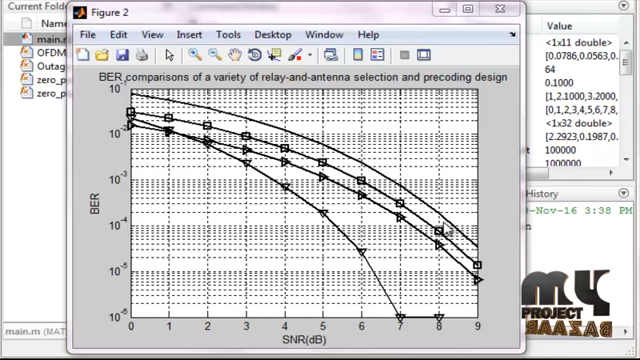 Current Folder
Figure 2
Value
File Edit View Insert Tools Desktop Window Help
Name
main.m
OFDM
Outag
zero_p
zero_p
<1x11 double>
[0.0786,0.0563,0.
64
0.1000
[1,2.1000,3.2000,
[0,1,2,3,4,5,6,7,8,
<1x32 double>
[2.2923,0.1987,0.
100000
100000
BER comparisons of a variety of relay-and-antenna selection and precoding design
10^-1
10^-2
10^-3
10^-4
10^-5
10^-6
BER
0 1 2 3 4 5 6 7 8 9
SNR(dB)
History
-Nov-16 3:38 PM
main.m (MAT
MY
PROJECT
BAZAAR